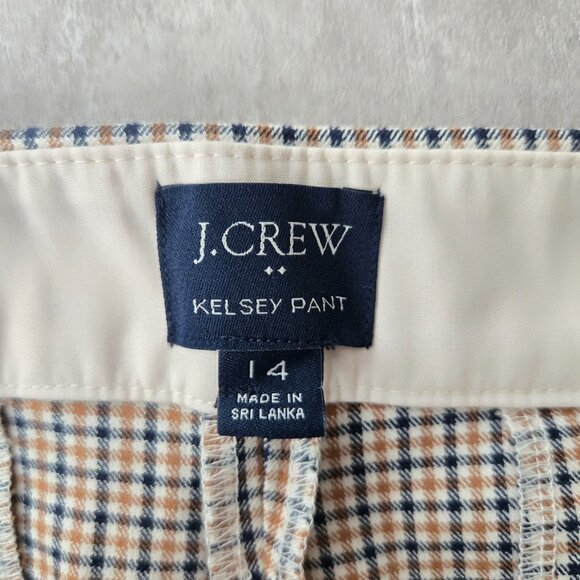 J.CREW
KELSEY PANT
14
MADE IN
SRI LANKA